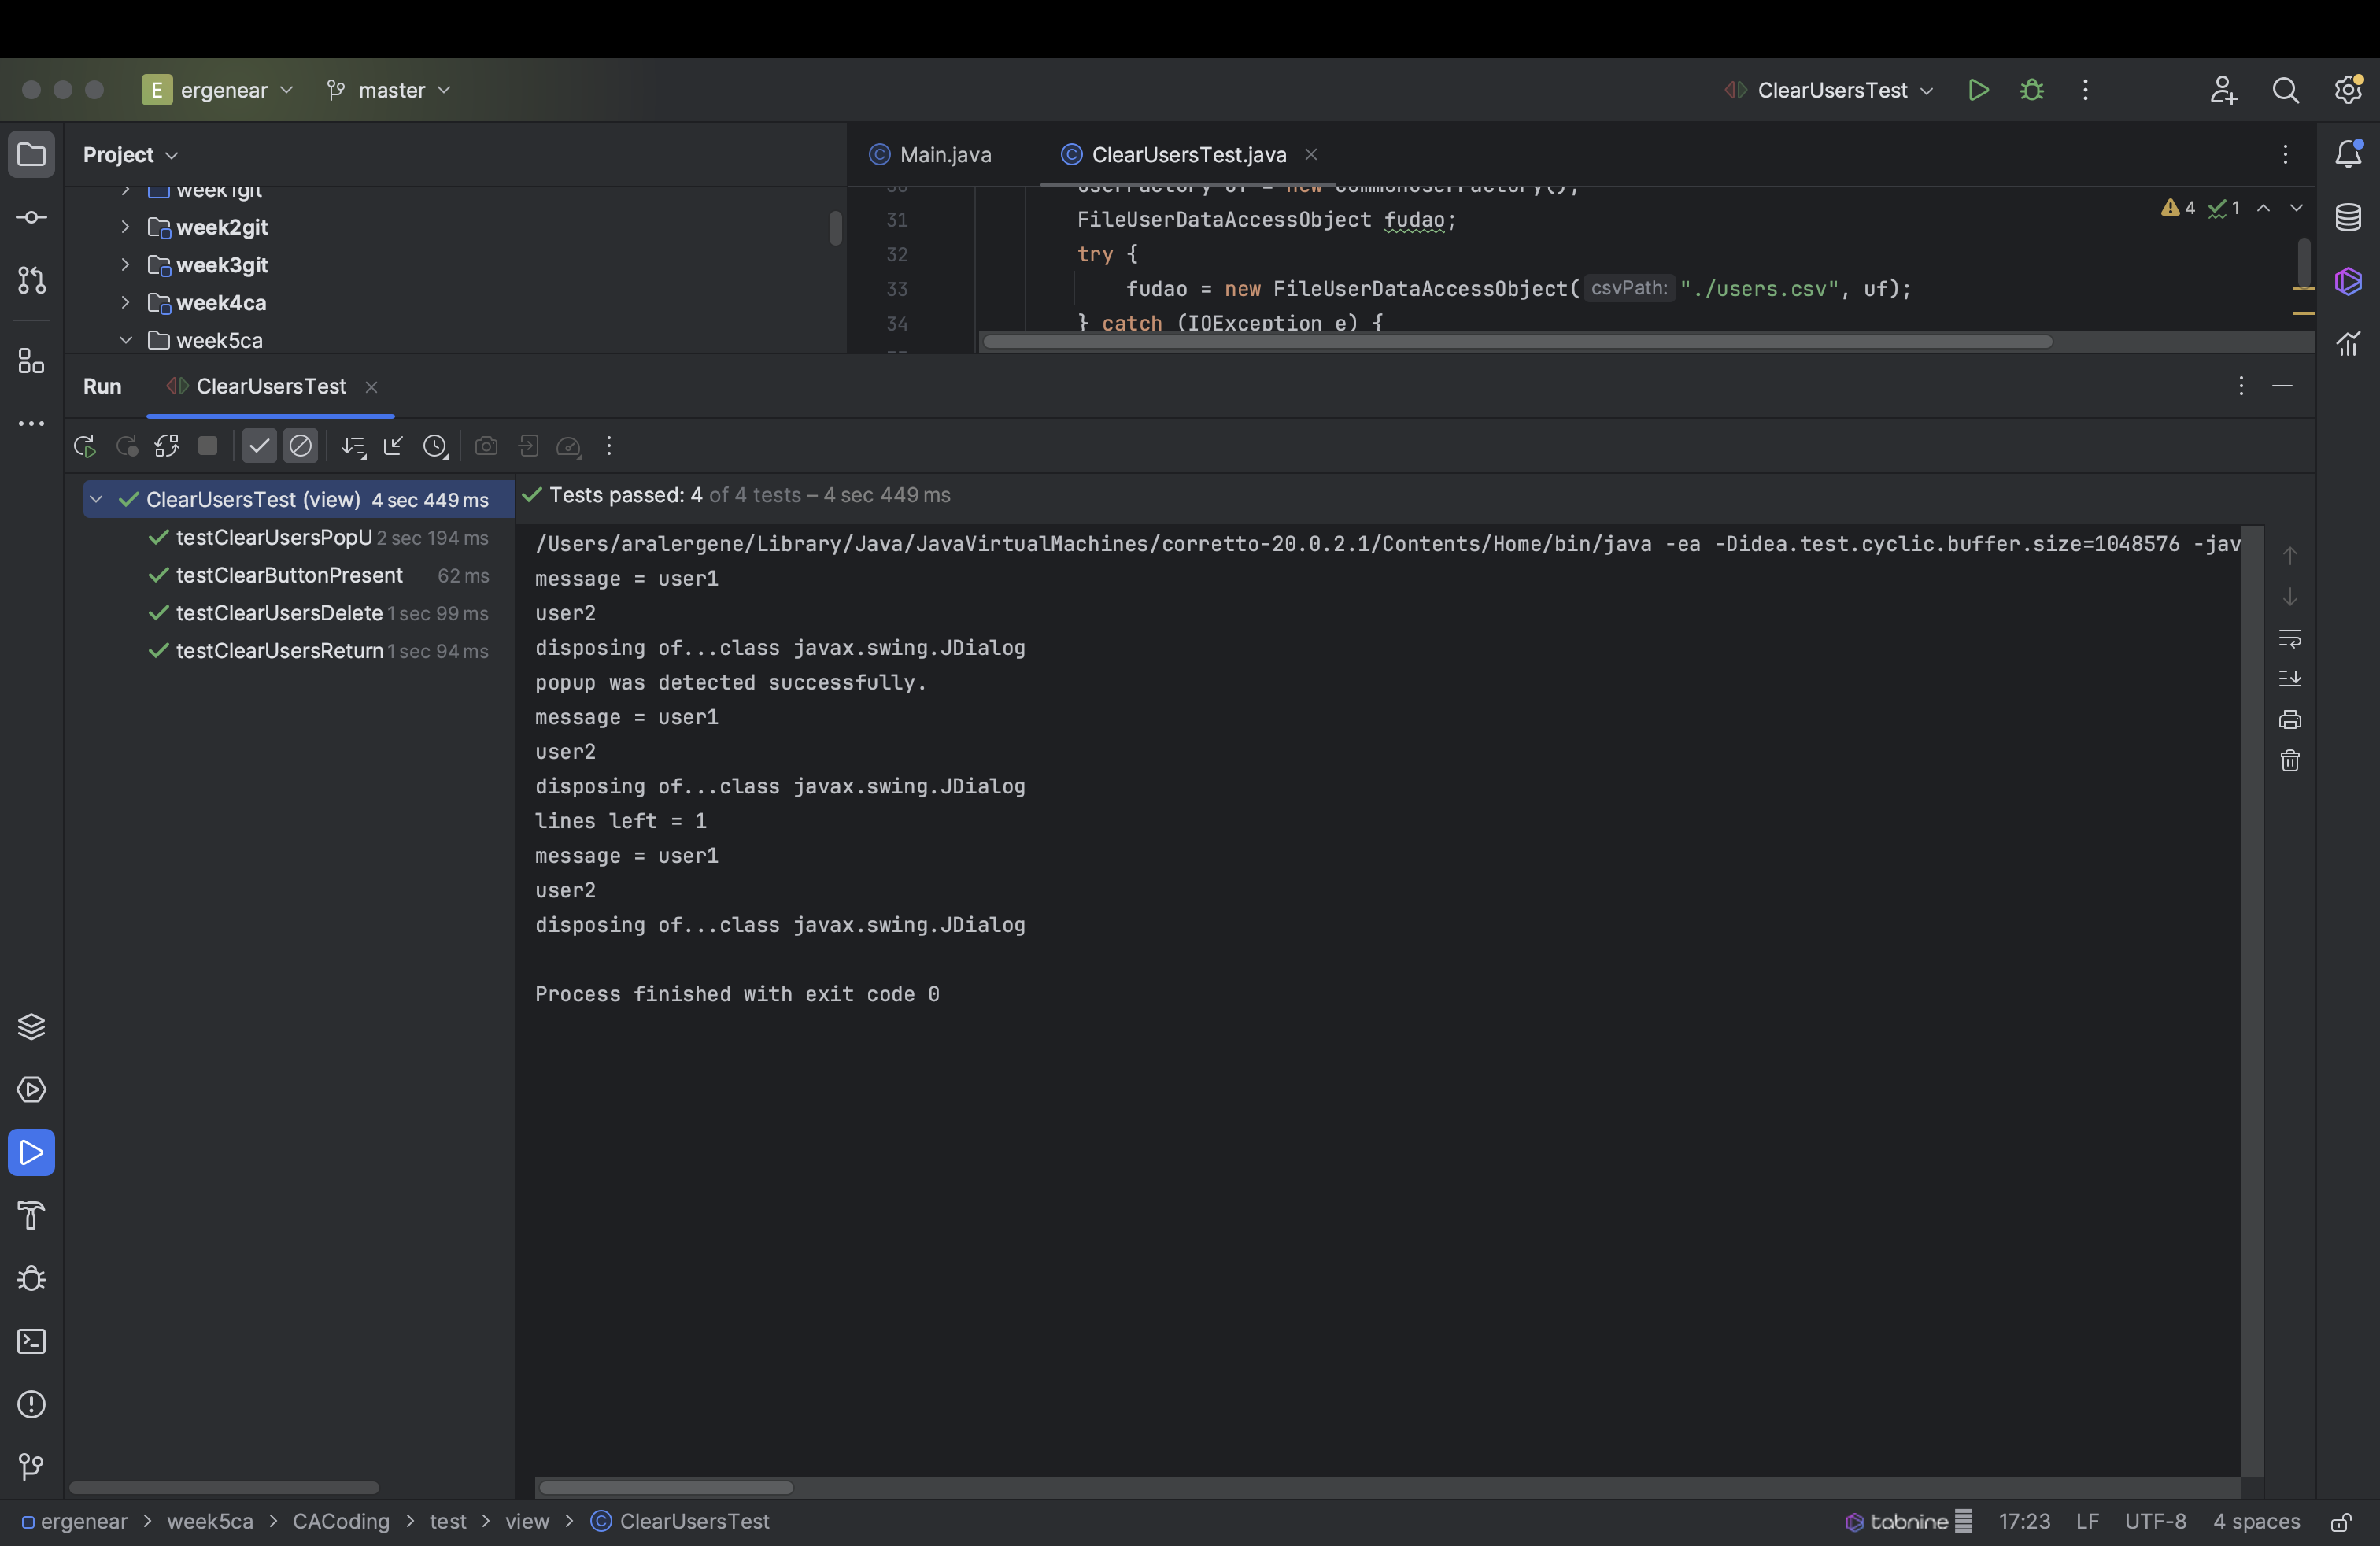 E ergenear master ClearUsersTest
Project Main.java ClearUsersTest.java
week1git
week2git
week3git
week4ca
week5ca
30 UserFactory uf = new CommonUserFactory();
31 FileUserDataAccessObject fudao;
32 try {
33 fudao = new FileUserDataAccessObject( csvPath: "./users.csv", uf);
34 } catch (IOException e) {
4 1
Run ClearUsersTest
ClearUsersTest (view) 4 sec 449 ms
testClearUsersPopU 2 sec 194 ms
testClearButtonPresent 62 ms
testClearUsersDelete 1 sec 99 ms
testClearUsersReturn 1 sec 94 ms
Tests passed: 4 of 4 tests – 4 sec 449 ms
/Users/aralergene/Library/Java/JavaVirtualMachines/corretto-20.0.2.1/Contents/Home/bin/java -ea -Didea.test.cyclic.buffer.size=1048576 -jav
message = user1
user2
disposing of...class javax.swing.JDialog
popup was detected successfully.
message = user1
user2
disposing of...class javax.swing.JDialog
lines left = 1
message = user1
user2
disposing of...class javax.swing.JDialog
Process finished with exit code 0
ergenear > week5ca > CACoding > test > view > ClearUsersTest
tabnine 17:23 LF UTF-8 4 spaces